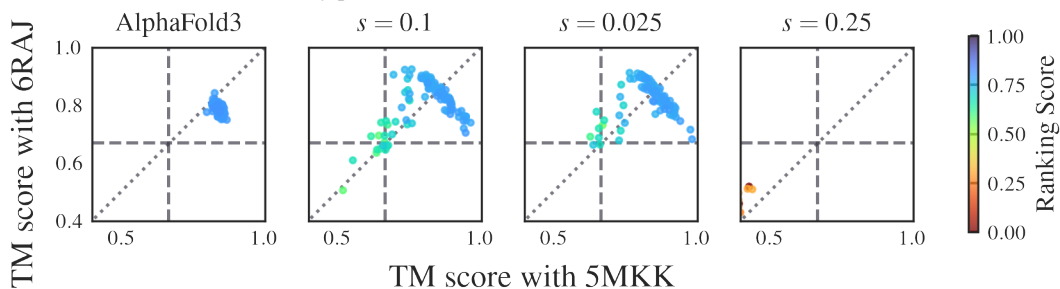 AlphaFold3
s = 0.1
s = 0.025
s = 0.25
TM score with 6RAJ
1.0
0.8
0.6
0.4
0.5
1.0
0.5
1.0
0.5
1.0
0.5
1.0
TM score with 5MKK
1.00
0.75
0.50
0.25
0.00
Ranking Score